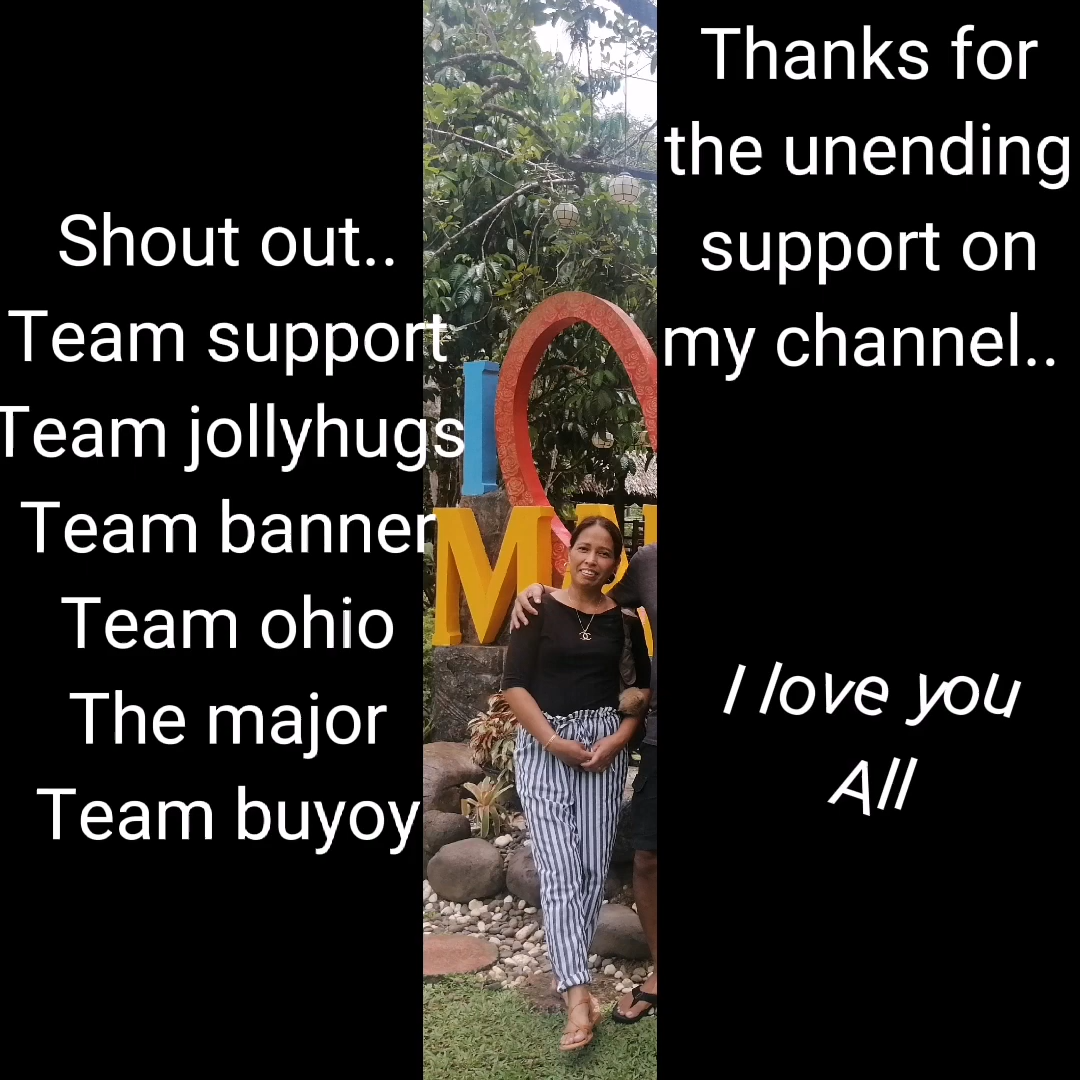 Shout out..
Team support
Team jollyhugs
Team banner
Team ohio
The major
Team buyoy
I
M
Thanks for
the unending
support on
my channel..
I love you
All